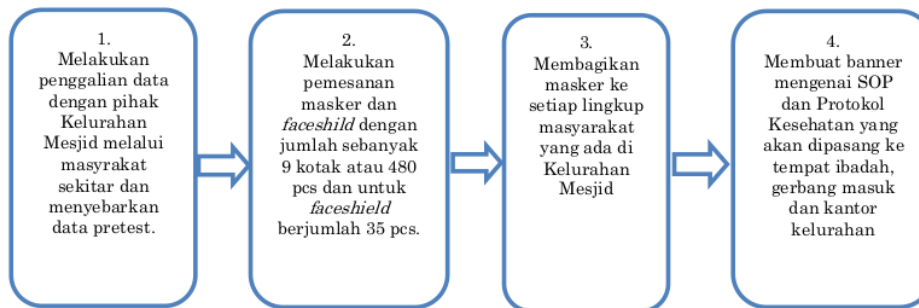 1.
Melakukan
penggalian data
dengan pihak
Kelurahan
Mesjid melalui
masyrakat
sekitar dan
menyebarkan
data pretest.
2.
Melakukan
pemesanan
masker dan
faceshild dengan
jumlah sebanyak
9 kotak atau 480
pcs dan untuk
faceshield
berjumlah 35 pcs.
3.
Membagikan
masker ke
setiap lingkup
masyarakat
yang ada di
Kelurahan
Mesjid
4.
Membuat banner
mengenai SOP
dan Protokol
Kesehatan yang
akan dipasang ke
tempat ibadah,
gerbang masuk
dan kantor
kelurahan